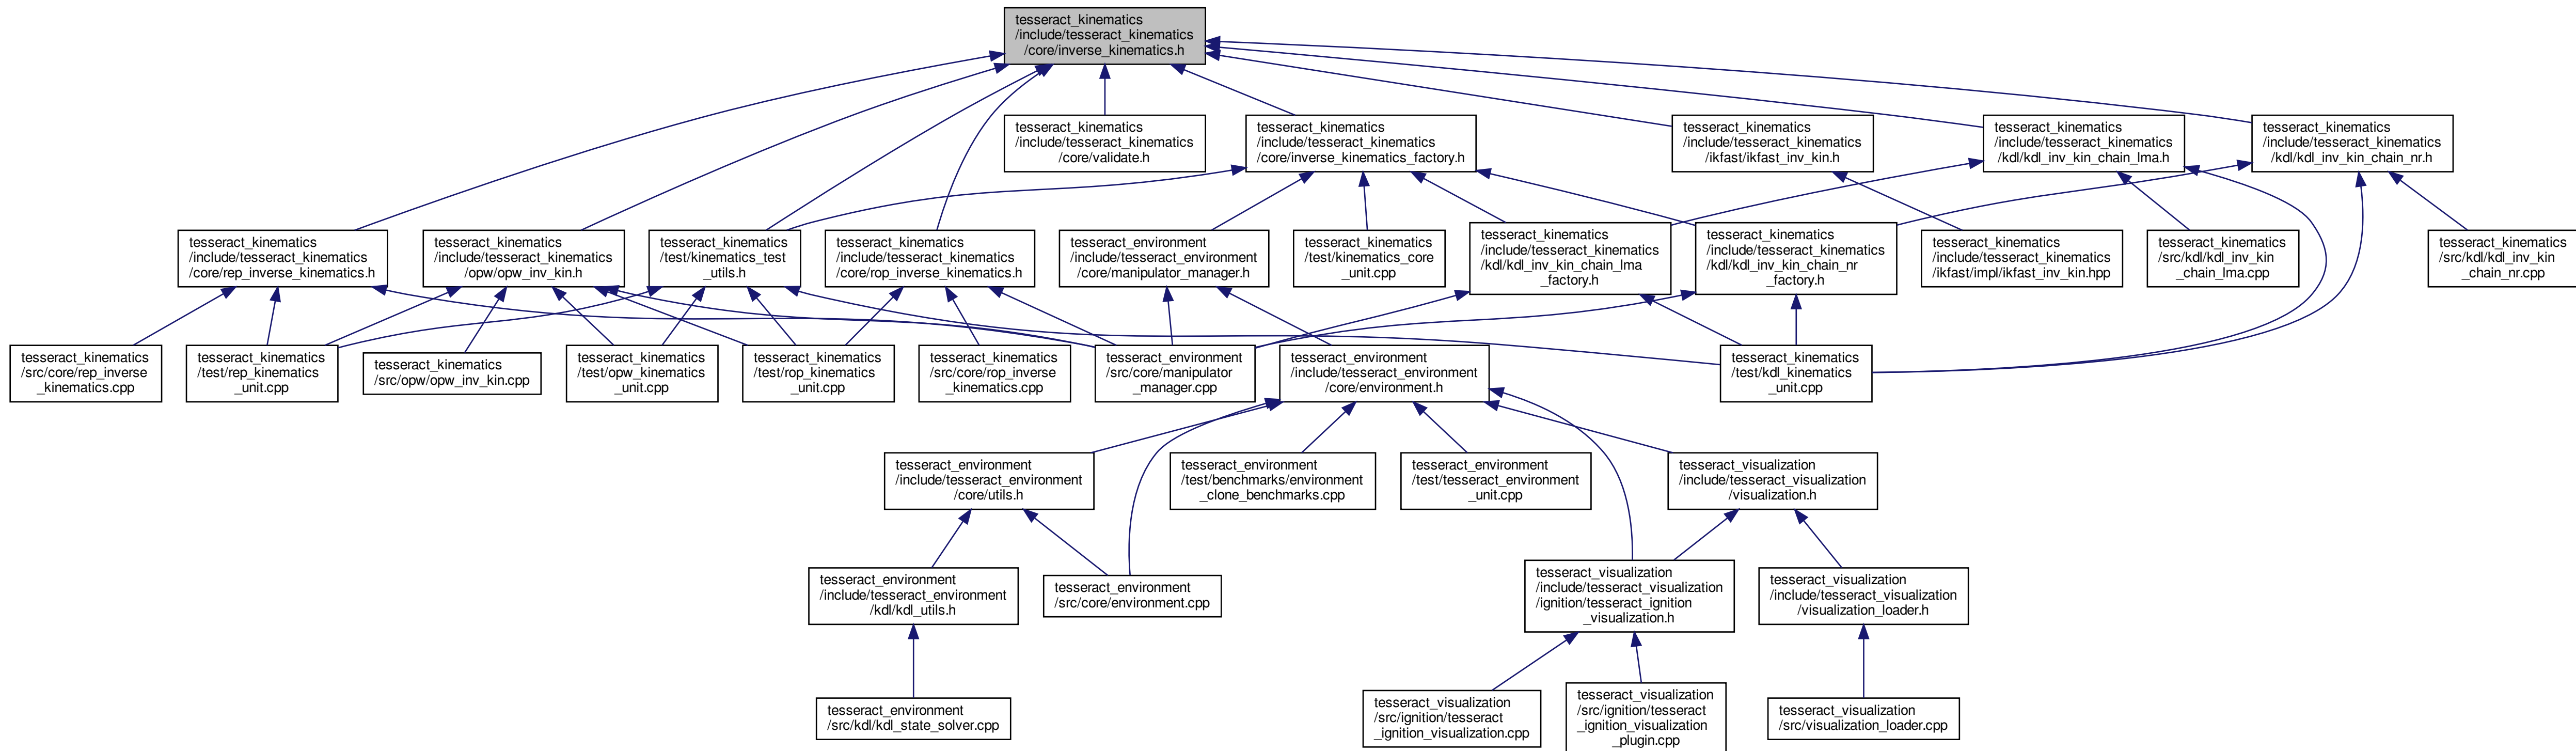 tesseract_kinematics
/include/tesseract_kinematics
/core/inverse_kinematics.h
tesseract_kinematics
/include/tesseract_kinematics
/core/validate.h
tesseract_kinematics
/include/tesseract_kinematics
/core/inverse_kinematics_factory.h
tesseract_kinematics
/include/tesseract_kinematics
/ikfast/ikfast_inv_kin.h
tesseract_kinematics
/include/tesseract_kinematics
/kdl/kdl_inv_kin_chain_lma.h
tesseract_kinematics
/include/tesseract_kinematics
/kdl/kdl_inv_kin_chain_nr.h
tesseract_kinematics
/include/tesseract_kinematics
/core/rep_inverse_kinematics.h
tesseract_kinematics
/include/tesseract_kinematics
/opw/opw_inv_kin.h
tesseract_kinematics
/test/kinematics_test
_utils.h
tesseract_kinematics
/include/tesseract_kinematics
/core/rop_inverse_kinematics.h
tesseract_environment
/include/tesseract_environment
/core/manipulator_manager.h
tesseract_kinematics
/test/kinematics_core
_unit.cpp
tesseract_kinematics
/include/tesseract_kinematics
/kdl/kdl_inv_kin_chain_lma
_factory.h
tesseract_kinematics
/include/tesseract_kinematics
/kdl/kdl_inv_kin_chain_nr
_factory.h
tesseract_kinematics
/include/tesseract_kinematics
/ikfast/impl/ikfast_inv_kin.hpp
tesseract_kinematics
/src/kdl/kdl_inv_kin
_chain_lma.cpp
tesseract_kinematics
/src/kdl/kdl_inv_kin
_chain_nr.cpp
tesseract_kinematics
/src/core/rep_inverse
_kinematics.cpp
tesseract_kinematics
/test/rep_kinematics
_unit.cpp
tesseract_kinematics
/src/opw/opw_inv_kin.cpp
tesseract_kinematics
/test/opw_kinematics
_unit.cpp
tesseract_kinematics
/test/rop_kinematics
_unit.cpp
tesseract_kinematics
/src/core/rop_inverse
_kinematics.cpp
tesseract_environment
/src/core/manipulator
_manager.cpp
tesseract_environment
/include/tesseract_environment
/core/environment.h
tesseract_kinematics
/test/kdl_kinematics
_unit.cpp
tesseract_environment
/include/tesseract_environment
/core/utils.h
tesseract_environment
/test/benchmarks/environment
_clone_benchmarks.cpp
tesseract_environment
/test/tesseract_environment
_unit.cpp
tesseract_visualization
/include/tesseract_visualization
/visualization.h
tesseract_environment
/include/tesseract_environment
/kdl/kdl_utils.h
tesseract_environment
/src/core/environment.cpp
tesseract_visualization
/include/tesseract_visualization
/ignition/tesseract_ignition
_visualization.h
tesseract_visualization
/include/tesseract_visualization
/visualization_loader.h
tesseract_environment
/src/kdl/kdl_state_solver.cpp
tesseract_visualization
/src/ignition/tesseract
_ignition_visualization.cpp
tesseract_visualization
/src/ignition/tesseract
_ignition_visualization
_plugin.cpp
tesseract_visualization
/src/visualization_loader.cpp